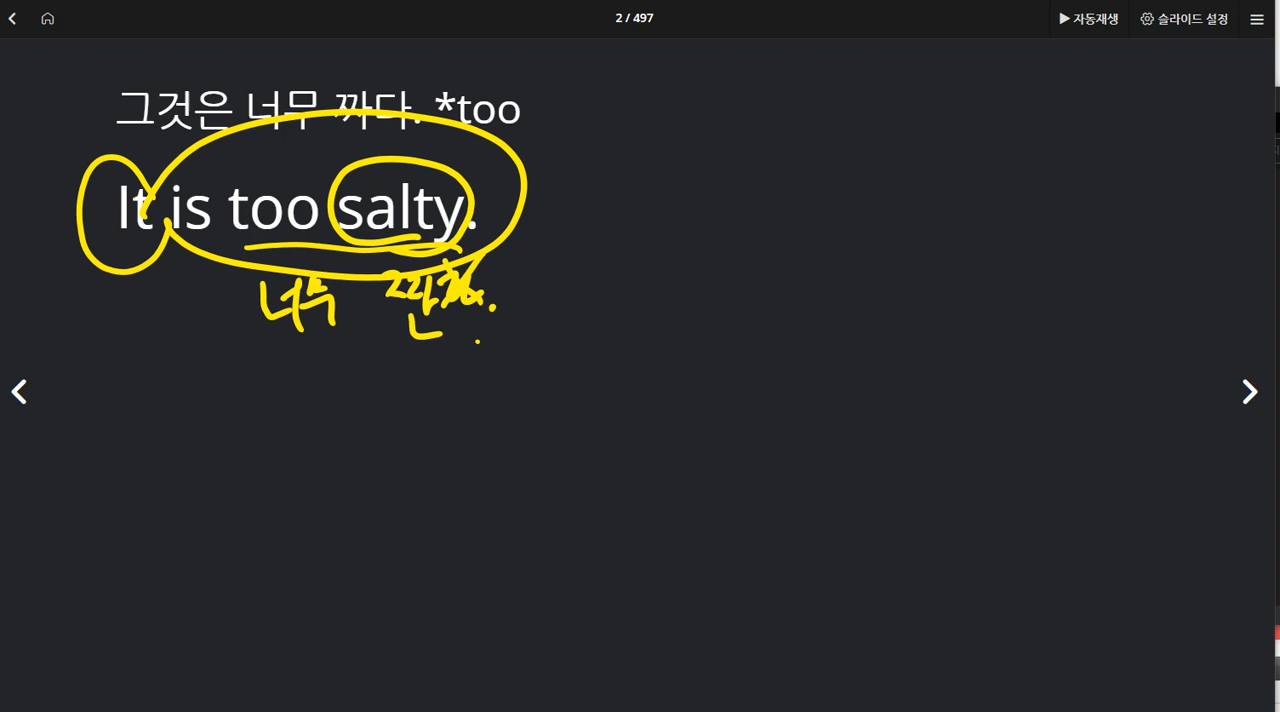 2 / 497
자동재생
슬라이드 설정
그것은 너무 짜다. *too
It is too salty.
너무 짠